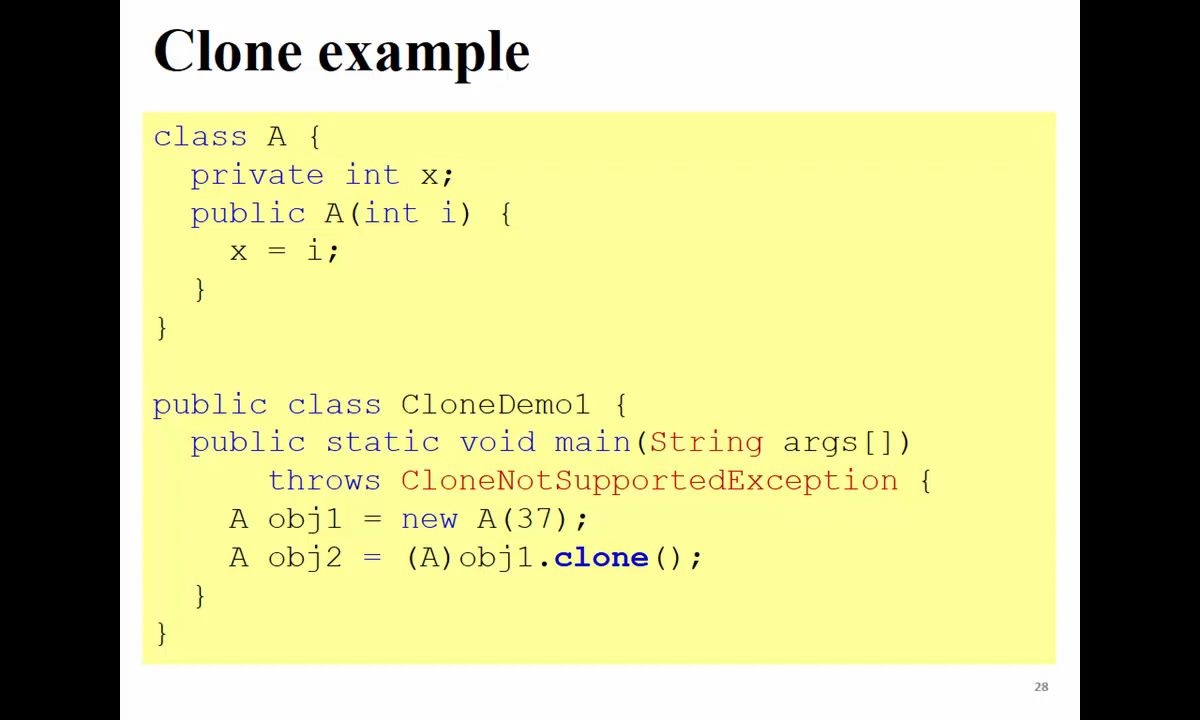 Clone example
class A {
  private int x;
  public A(int i) {
    x = i;
  }
}
public class CloneDemo1 {
  public static void main(String args[])
      throws CloneNotSupportedException {
    A obj1 = new A(37);
    A obj2 = (A)obj1.clone();
  }
}
28